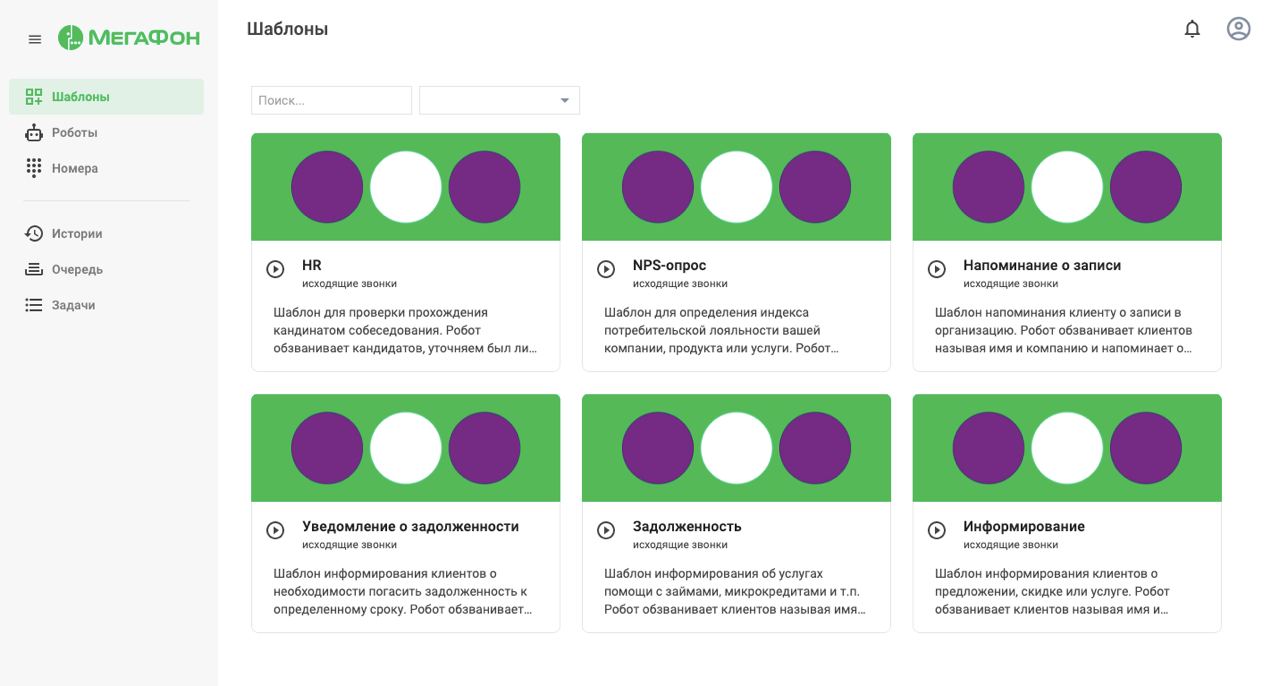 МЕГАФОН
Шаблоны
Роботы
Номера
Истории
Очередь
Задачи
Шаблоны
Поиск...
HR
исходящие звонки
Шаблон для проверки прохождения
кандинатом собеседования. Робот
обзванивает кандидатов, уточняем был ли...
NPS-опрос
исходящие звонки
Шаблон для определения индекса
потребительской лояльности вашей
компании, продукта или услуги. Робот...
Напоминание о записи
исходящие звонки
Шаблон напоминания клиенту о записи в
организацию. Робот обзванивает клиентов
называя имя и компанию и напоминает о...
Уведомление о задолженности
исходящие звонки
Шаблон информирования клиентов о
необходимости погасить задолженность к
определенному сроку. Робот обзванивает...
Задолженность
исходящие звонки
Шаблон информирования об услугах
помощи с займами, микрокредитами и т.п.
Робот обзванивает клиентов называя имя...
Информирование
исходящие звонки
Шаблон информирования клиентов о
предложении, скидке или услуге. Робот
обзванивает клиентов называя имя и...